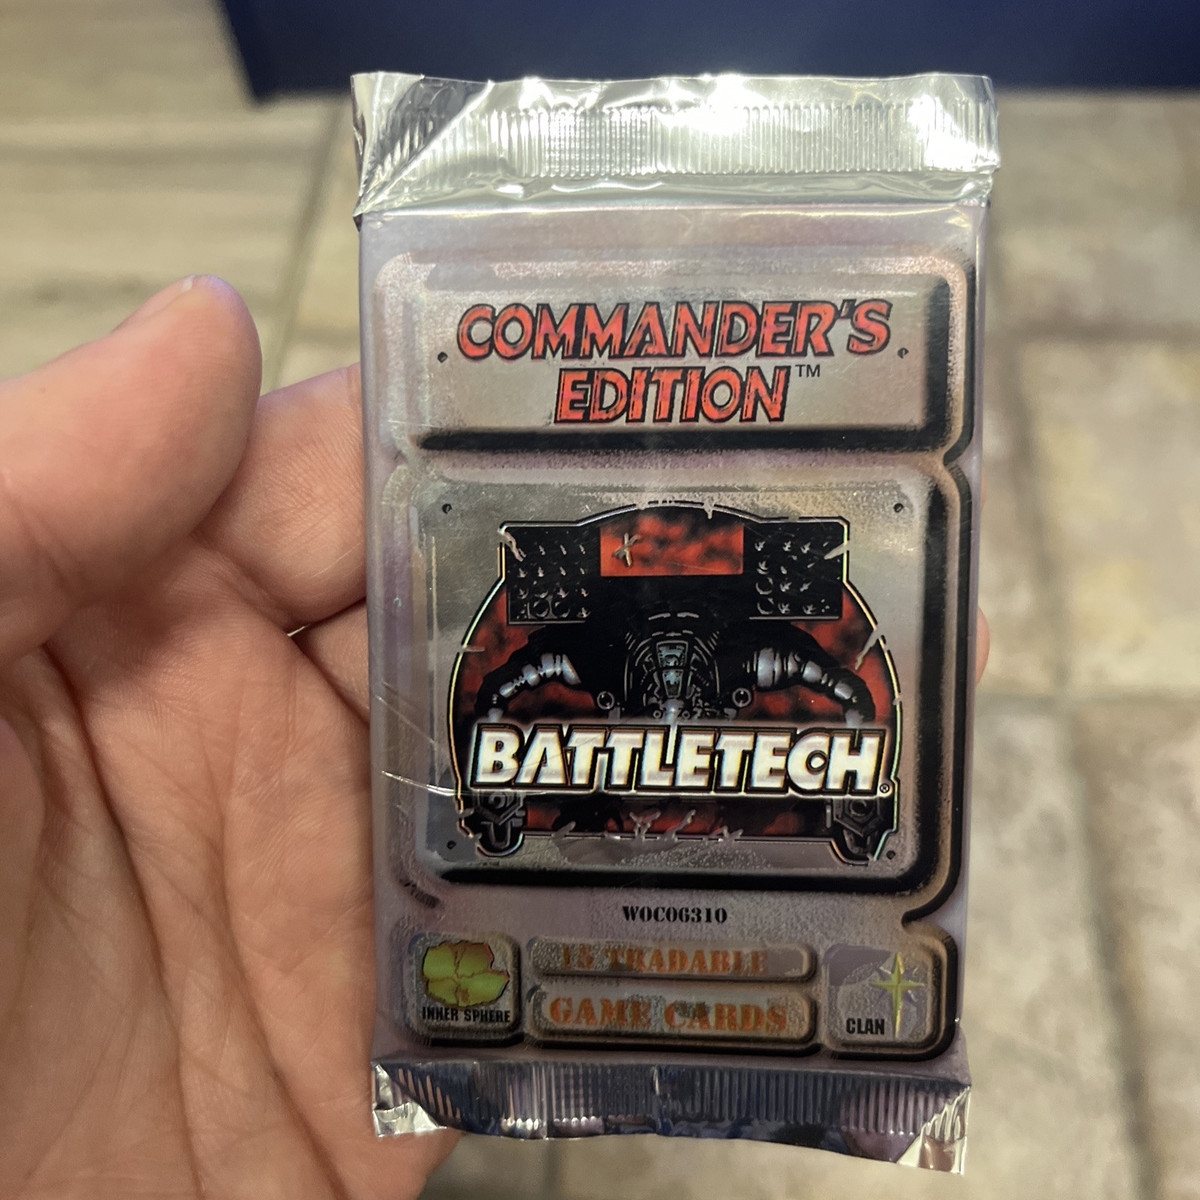 COMMANDER'S
EDITION™
BATTLETECH®
WOC06310
15 TRADABLE
GAME CARDS
INNER SPHERE
CLAN